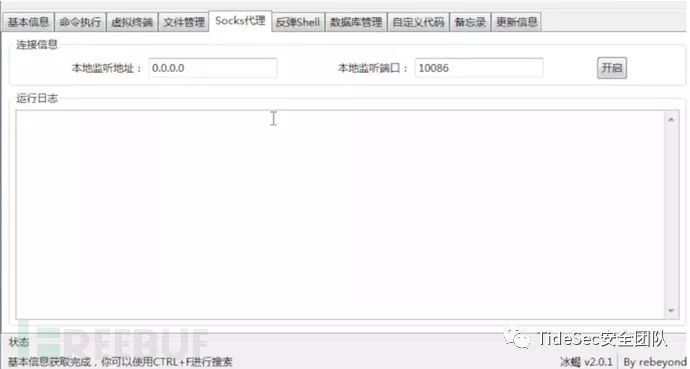 基本信息 命令执行 虚拟终端 文件管理 Socks代理 反弹Shell 数据库管理 自定义代码 备忘录 更新信息
连接信息
本地监听地址： 0.0.0.0 本地监听端口： 10086 开启
运行日志
REEBUF
TideSec安全团队
状态
基本信息获取完成，你可以使用CTRL+F进行搜索 冰蝎 v2.0.1 By rebeyond